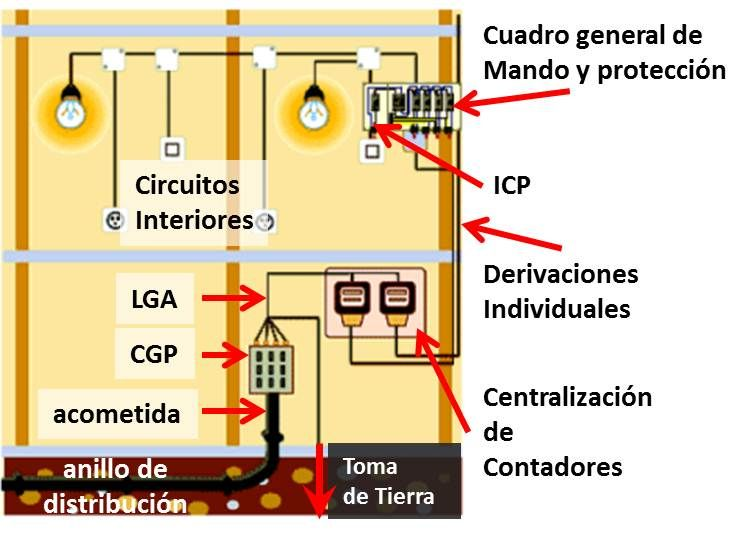 Cuadro general de
Mando y protección
ICP
Circuitos
Interiores
Derivaciones
Individuales
LGA
CGP
acometida
Centralización
de
Contadores
anillo de
distribución
Toma
de Tierra